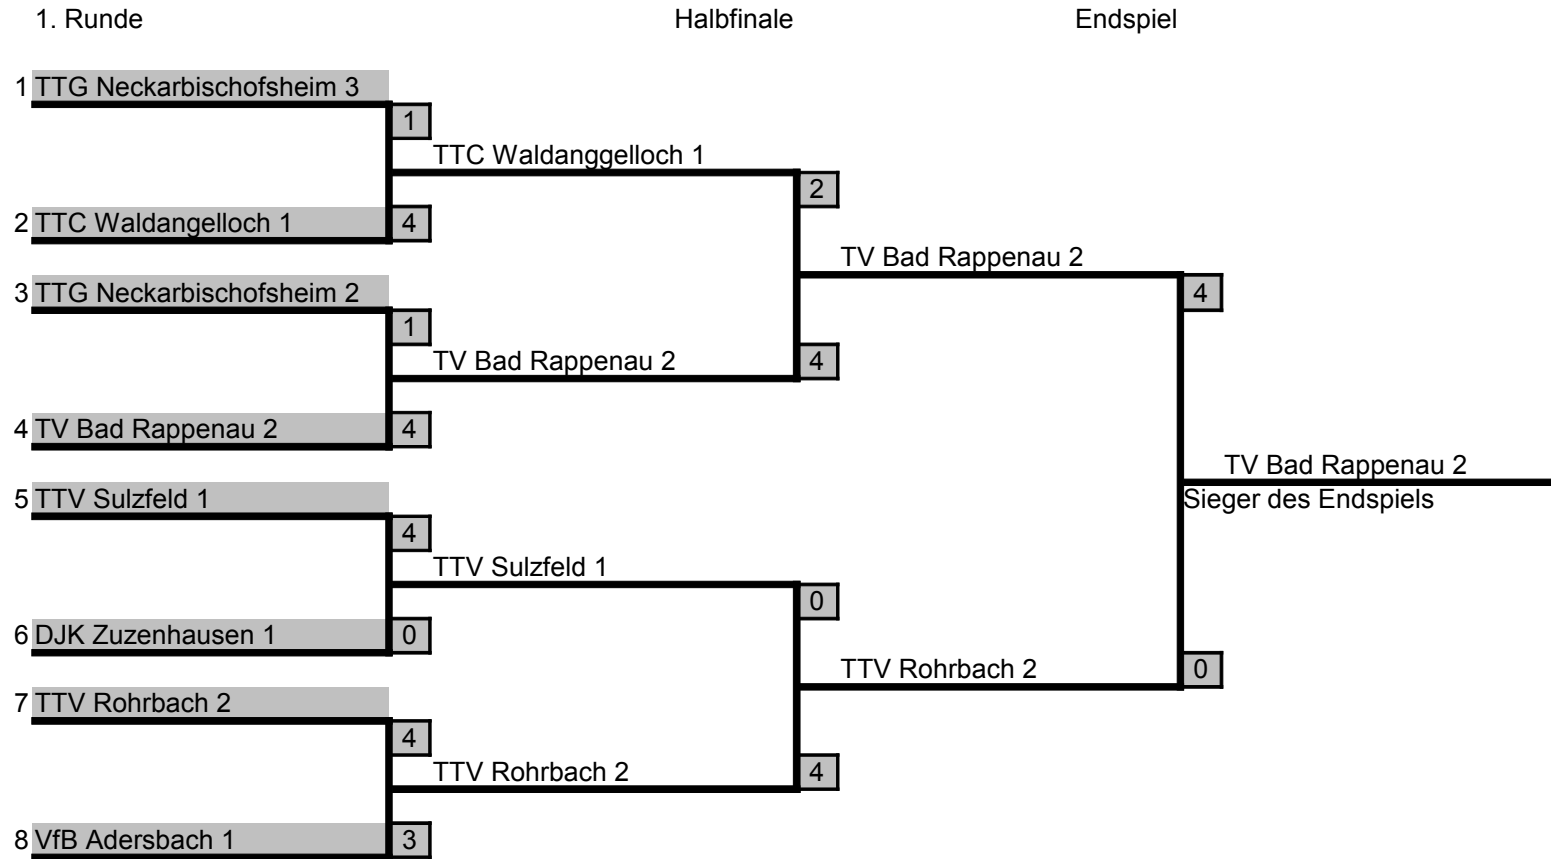 1. Runde Halbfinale Endspiel
1 TTG Neckarbischofsheim 3
1
TTC Waldanggelloch 1
2
2 TTC Waldangelloch 1 4
TV Bad Rappenau 2
3 TTG Neckarbischofsheim 2 4
1
TV Bad Rappenau 2 4
4 TV Bad Rappenau 2 4
TV Bad Rappenau 2
5 TTV Sulzfeld 1 Sieger des Endspiels
4
TTV Sulzfeld 1
0
6 DJK Zuzenhausen 1 0
TTV Rohrbach 2 0
7 TTV Rohrbach 2
4
TTV Rohrbach 2 4
8 VfB Adersbach 1 3